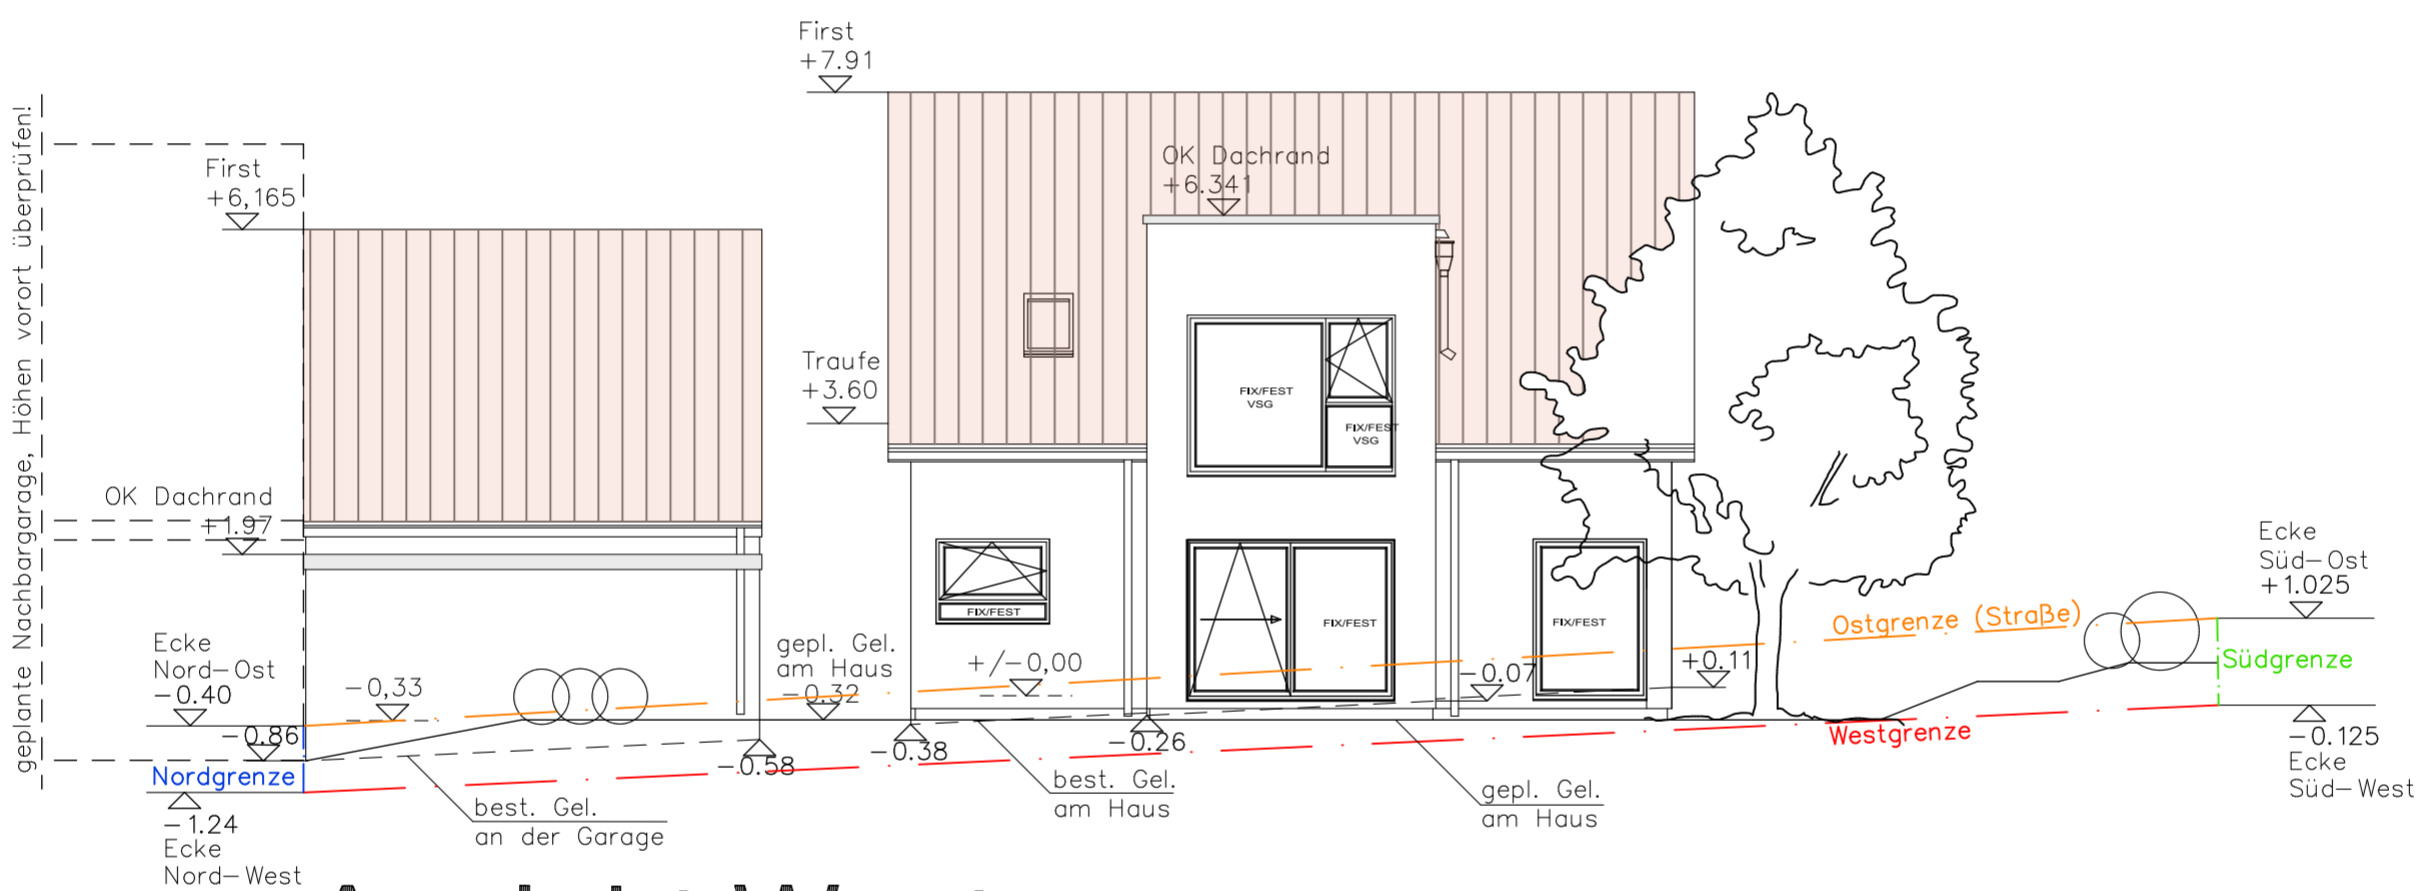 geplante Nachbargarage, Höhen vorort überprüfen!
First
+7.91
First
+6,165
OK Dachrand
+6.341
Traufe
+3.60
FIX/FEST
VSG
FIX/FEST
VSG
OK Dachrand
+1.97
FIX/FEST
FIX/FEST
FIX/FEST
Ecke
Süd-Ost
+1.025
Ostgrenze (Straße)
Ecke
Nord-Ost
-0.40
-0,33
gepl. Gel.
am Haus
-0.32
+/-0,00
-0.07
+0.11
Südgrenze
-0.86
-0.58
-0.38
-0.26
Westgrenze
-0.125
Ecke
Süd-West
Nordgrenze
best. Gel.
am Haus
gepl. Gel.
am Haus
best. Gel.
an der Garage
-1.24
Ecke
Nord-West